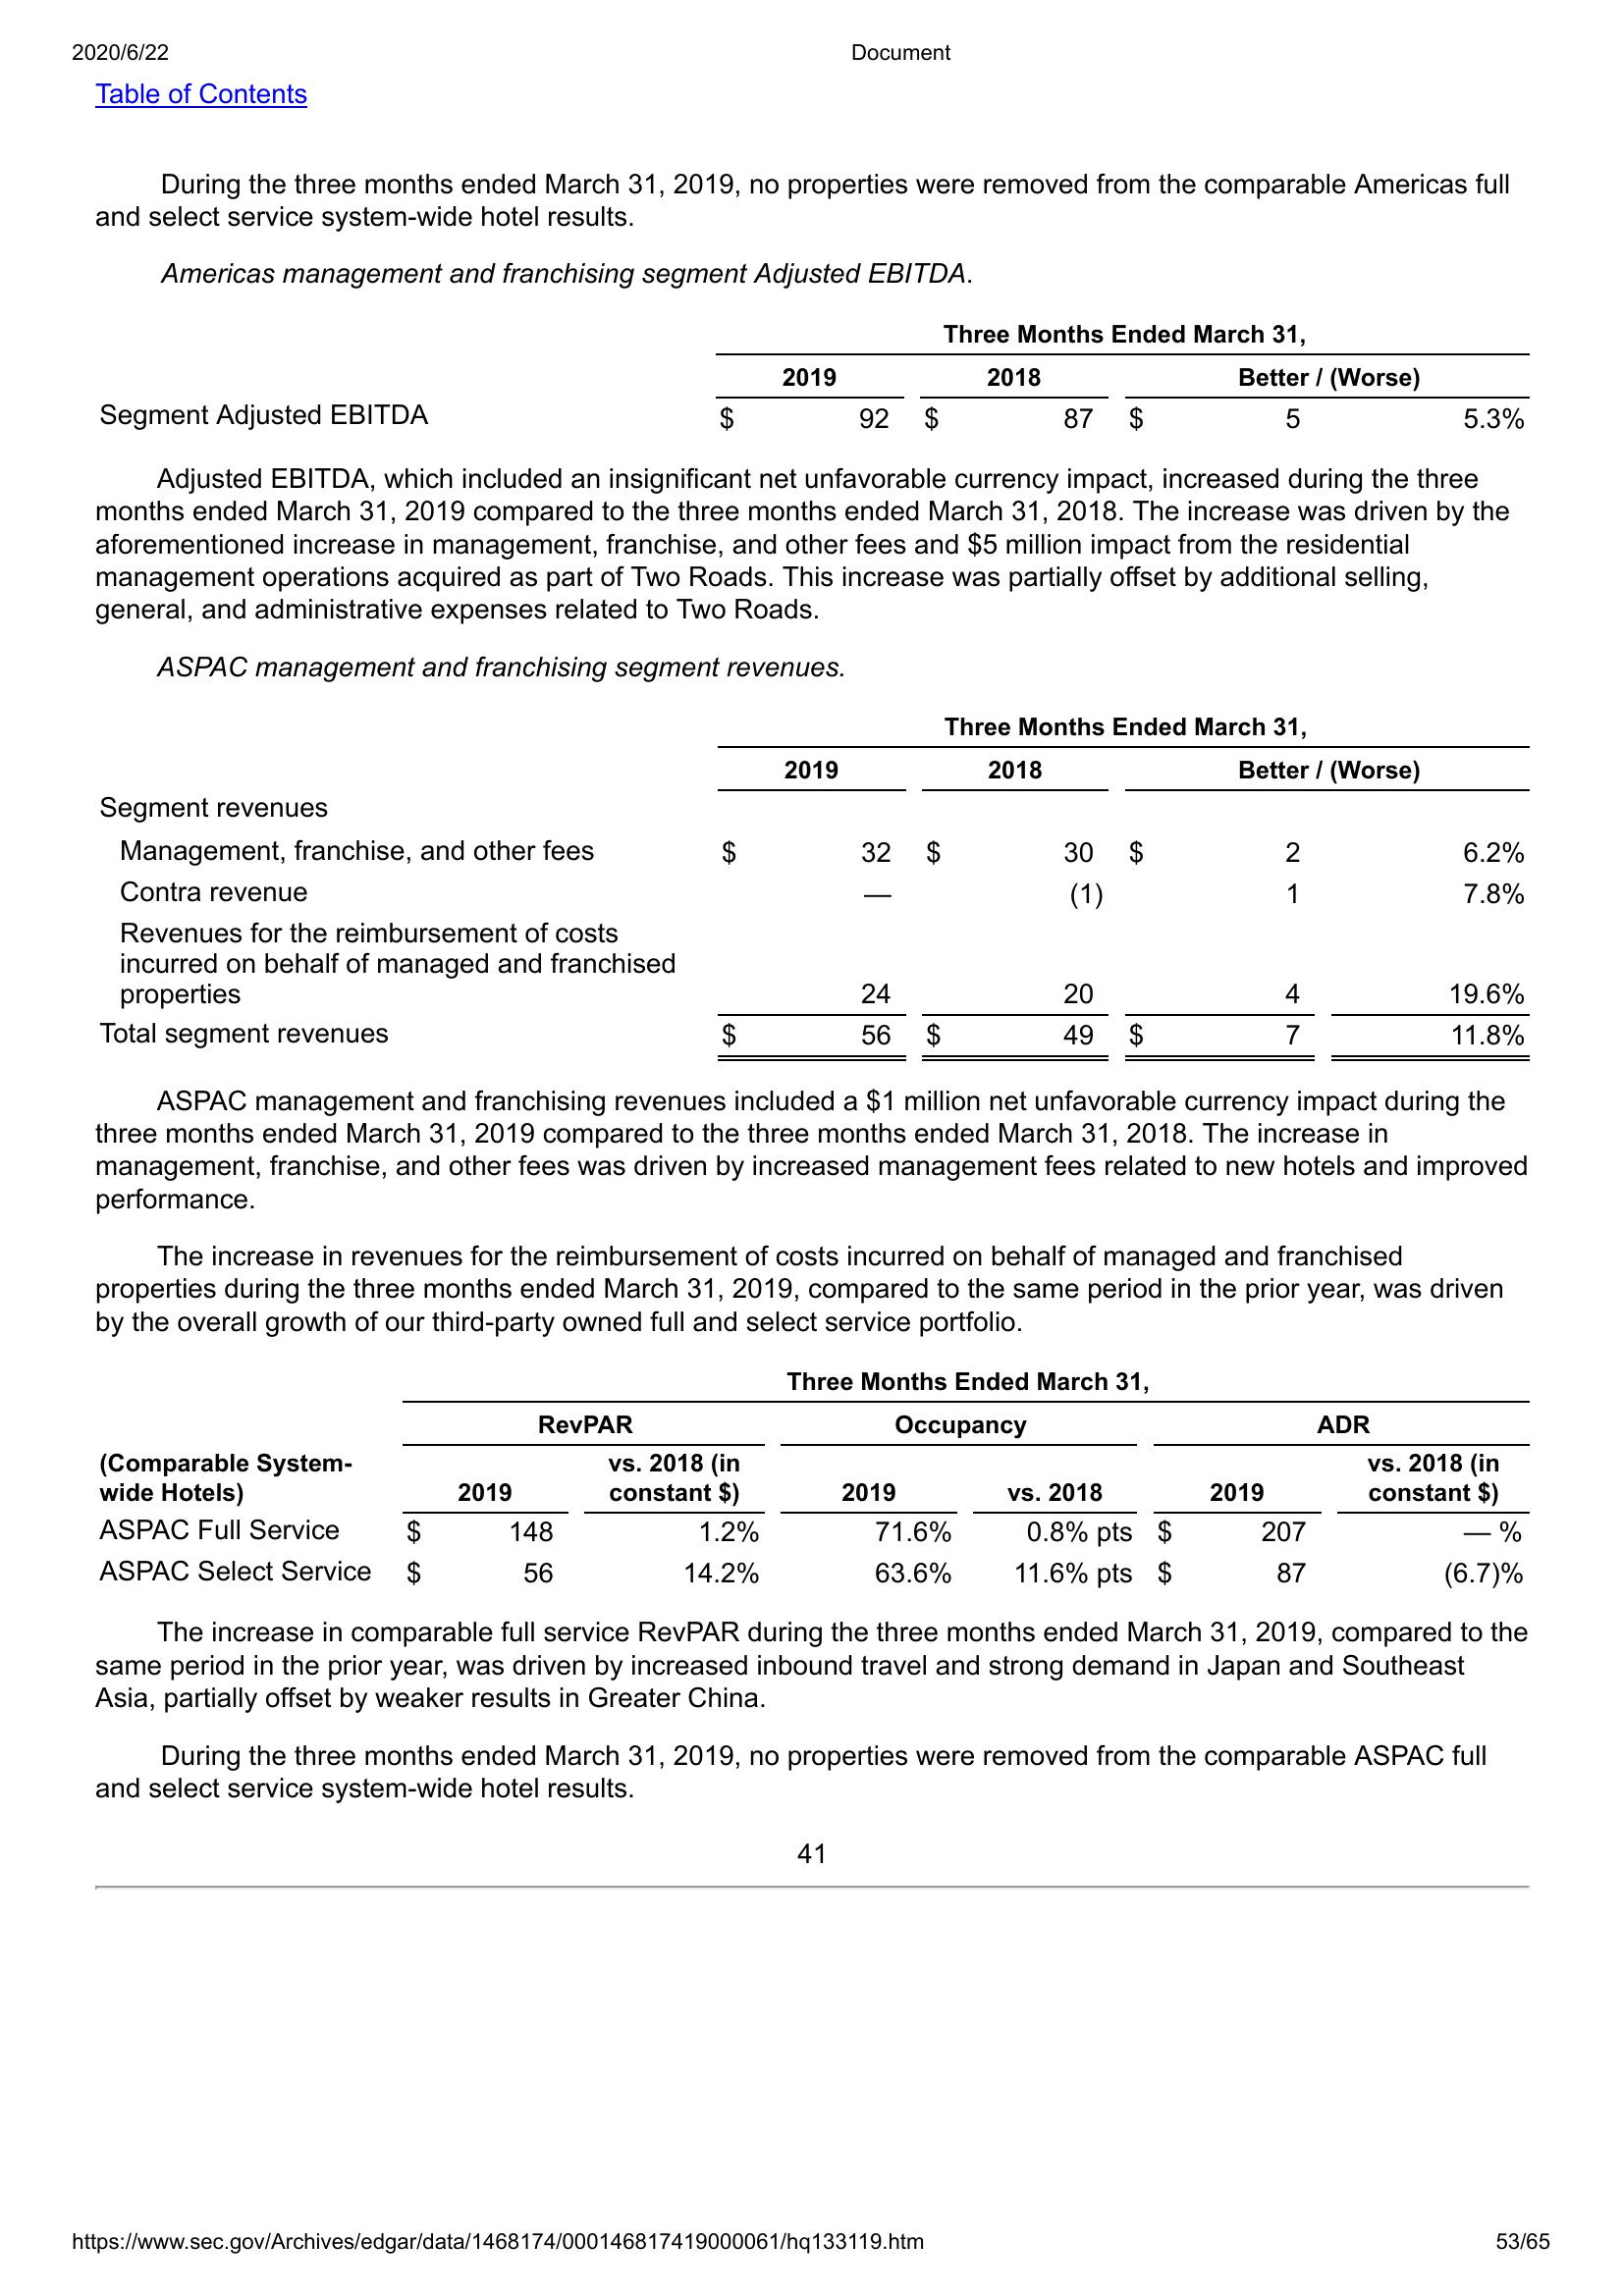 2020/6/22 Document
Table of Contents
During the three months ended March 31, 2019, no properties were removed from the comparable Americas full
and select service system-wide hotel results.
Americas management and franchising segment Adjusted EBITDA.
Three Months Ended March 31,
2019 2018 Better / (Worse)
Segment Adjusted EBITDA $ 92 $ 87 $ 5 5.3%
Adjusted EBITDA, which included an insignificant net unfavorable currency impact, increased during the three
months ended March 31, 2019 compared to the three months ended March 31, 2018. The increase was driven by the
aforementioned increase in management, franchise, and other fees and $5 million impact from the residential
management operations acquired as part of Two Roads. This increase was partially offset by additional selling,
general, and administrative expenses related to Two Roads.
ASPAC management and franchising segment revenues.
Three Months Ended March 31,
2019 2018 Better / (Worse)
Segment revenues
Management, franchise, and other fees $ 32 $ 30 $ 2 6.2%
Contra revenue — (1) 1 7.8%
Revenues for the reimbursement of costs
incurred on behalf of managed and franchised
properties 24 20 4 19.6%
Total segment revenues $ 56 $ 49 $ 7 11.8%
ASPAC management and franchising revenues included a $1 million net unfavorable currency impact during the
three months ended March 31, 2019 compared to the three months ended March 31, 2018. The increase in
management, franchise, and other fees was driven by increased management fees related to new hotels and improved
performance.
The increase in revenues for the reimbursement of costs incurred on behalf of managed and franchised
properties during the three months ended March 31, 2019, compared to the same period in the prior year, was driven
by the overall growth of our third-party owned full and select service portfolio.
Three Months Ended March 31,
RevPAR Occupancy ADR
(Comparable System- vs. 2018 (in vs. 2018 (in
wide Hotels) 2019 constant $) 2019 vs. 2018 2019 constant $)
ASPAC Full Service $ 148 1.2% 71.6% 0.8% pts $ 207 — %
ASPAC Select Service $ 56 14.2% 63.6% 11.6% pts $ 87 (6.7)%
The increase in comparable full service RevPAR during the three months ended March 31, 2019, compared to the
same period in the prior year, was driven by increased inbound travel and strong demand in Japan and Southeast
Asia, partially offset by weaker results in Greater China.
During the three months ended March 31, 2019, no properties were removed from the comparable ASPAC full
and select service system-wide hotel results.
41
https://www.sec.gov/Archives/edgar/data/1468174/000146817419000061/hq133119.htm 53/65